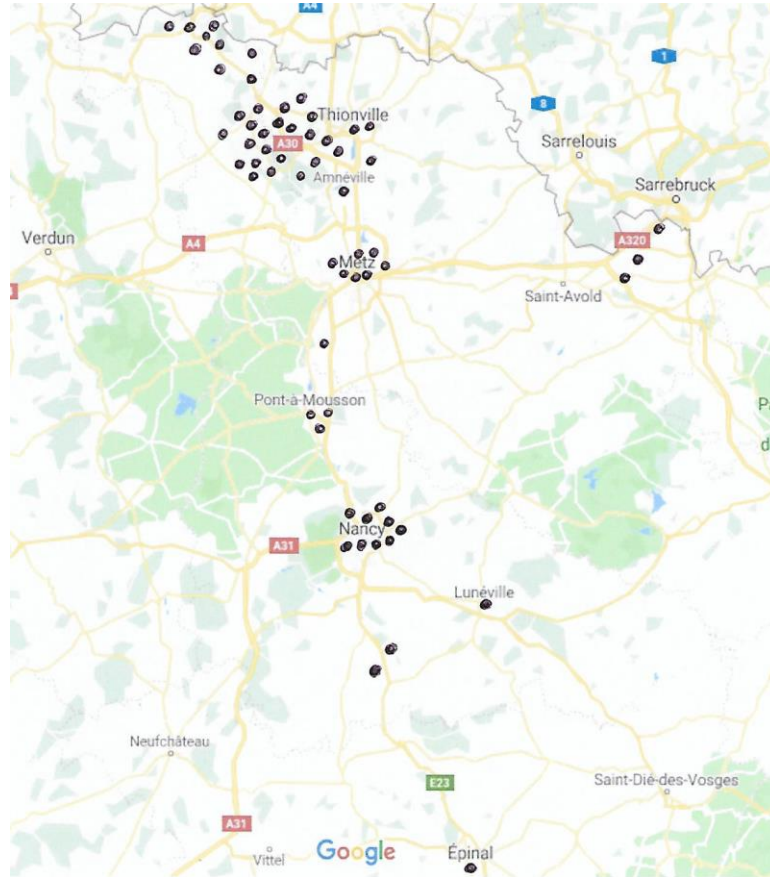 A4
1
8
Thionville
A30
Sarrelouis
Amnéville
Sarrebruck
A320
Verdun
A4
Metz
Saint-Avold
Pont-à-Mousson
P
d
Nancy
A31
Lunéville
Neufchâteau
E23
Saint-Dié-des-Vosges
A31
Vittel
Google
Épinal